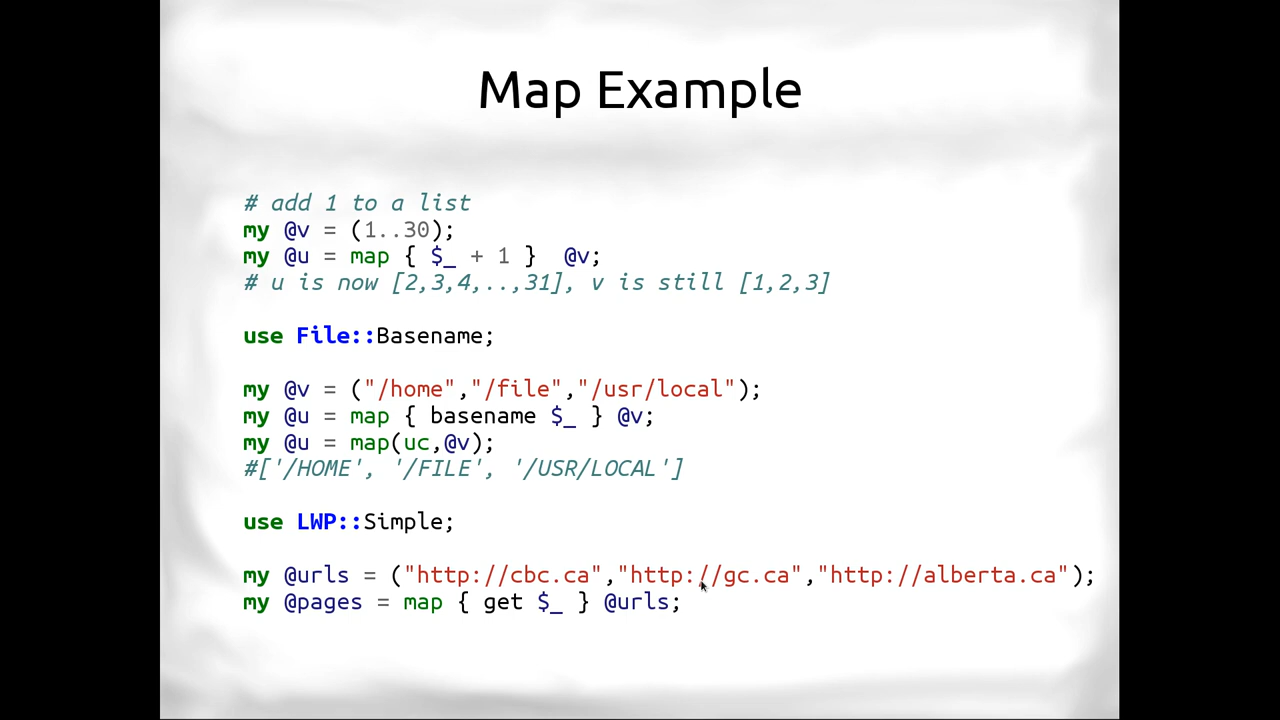 Map Example
# add 1 to a list
my @v = (1..30);
my @u = map { $_ + 1 }  @v;
# u is now [2,3,4,..,31], v is still [1,2,3]
use File::Basename;
my @v = ("/home","/file","/usr/local");
my @u = map { basename $_ } @v;
my @u = map(uc,@v);
#['/HOME', '/FILE', '/USR/LOCAL']
use LWP::Simple;
my @urls = ("http://cbc.ca","http://gc.ca","http://alberta.ca");
my @pages = map { get $_ } @urls;